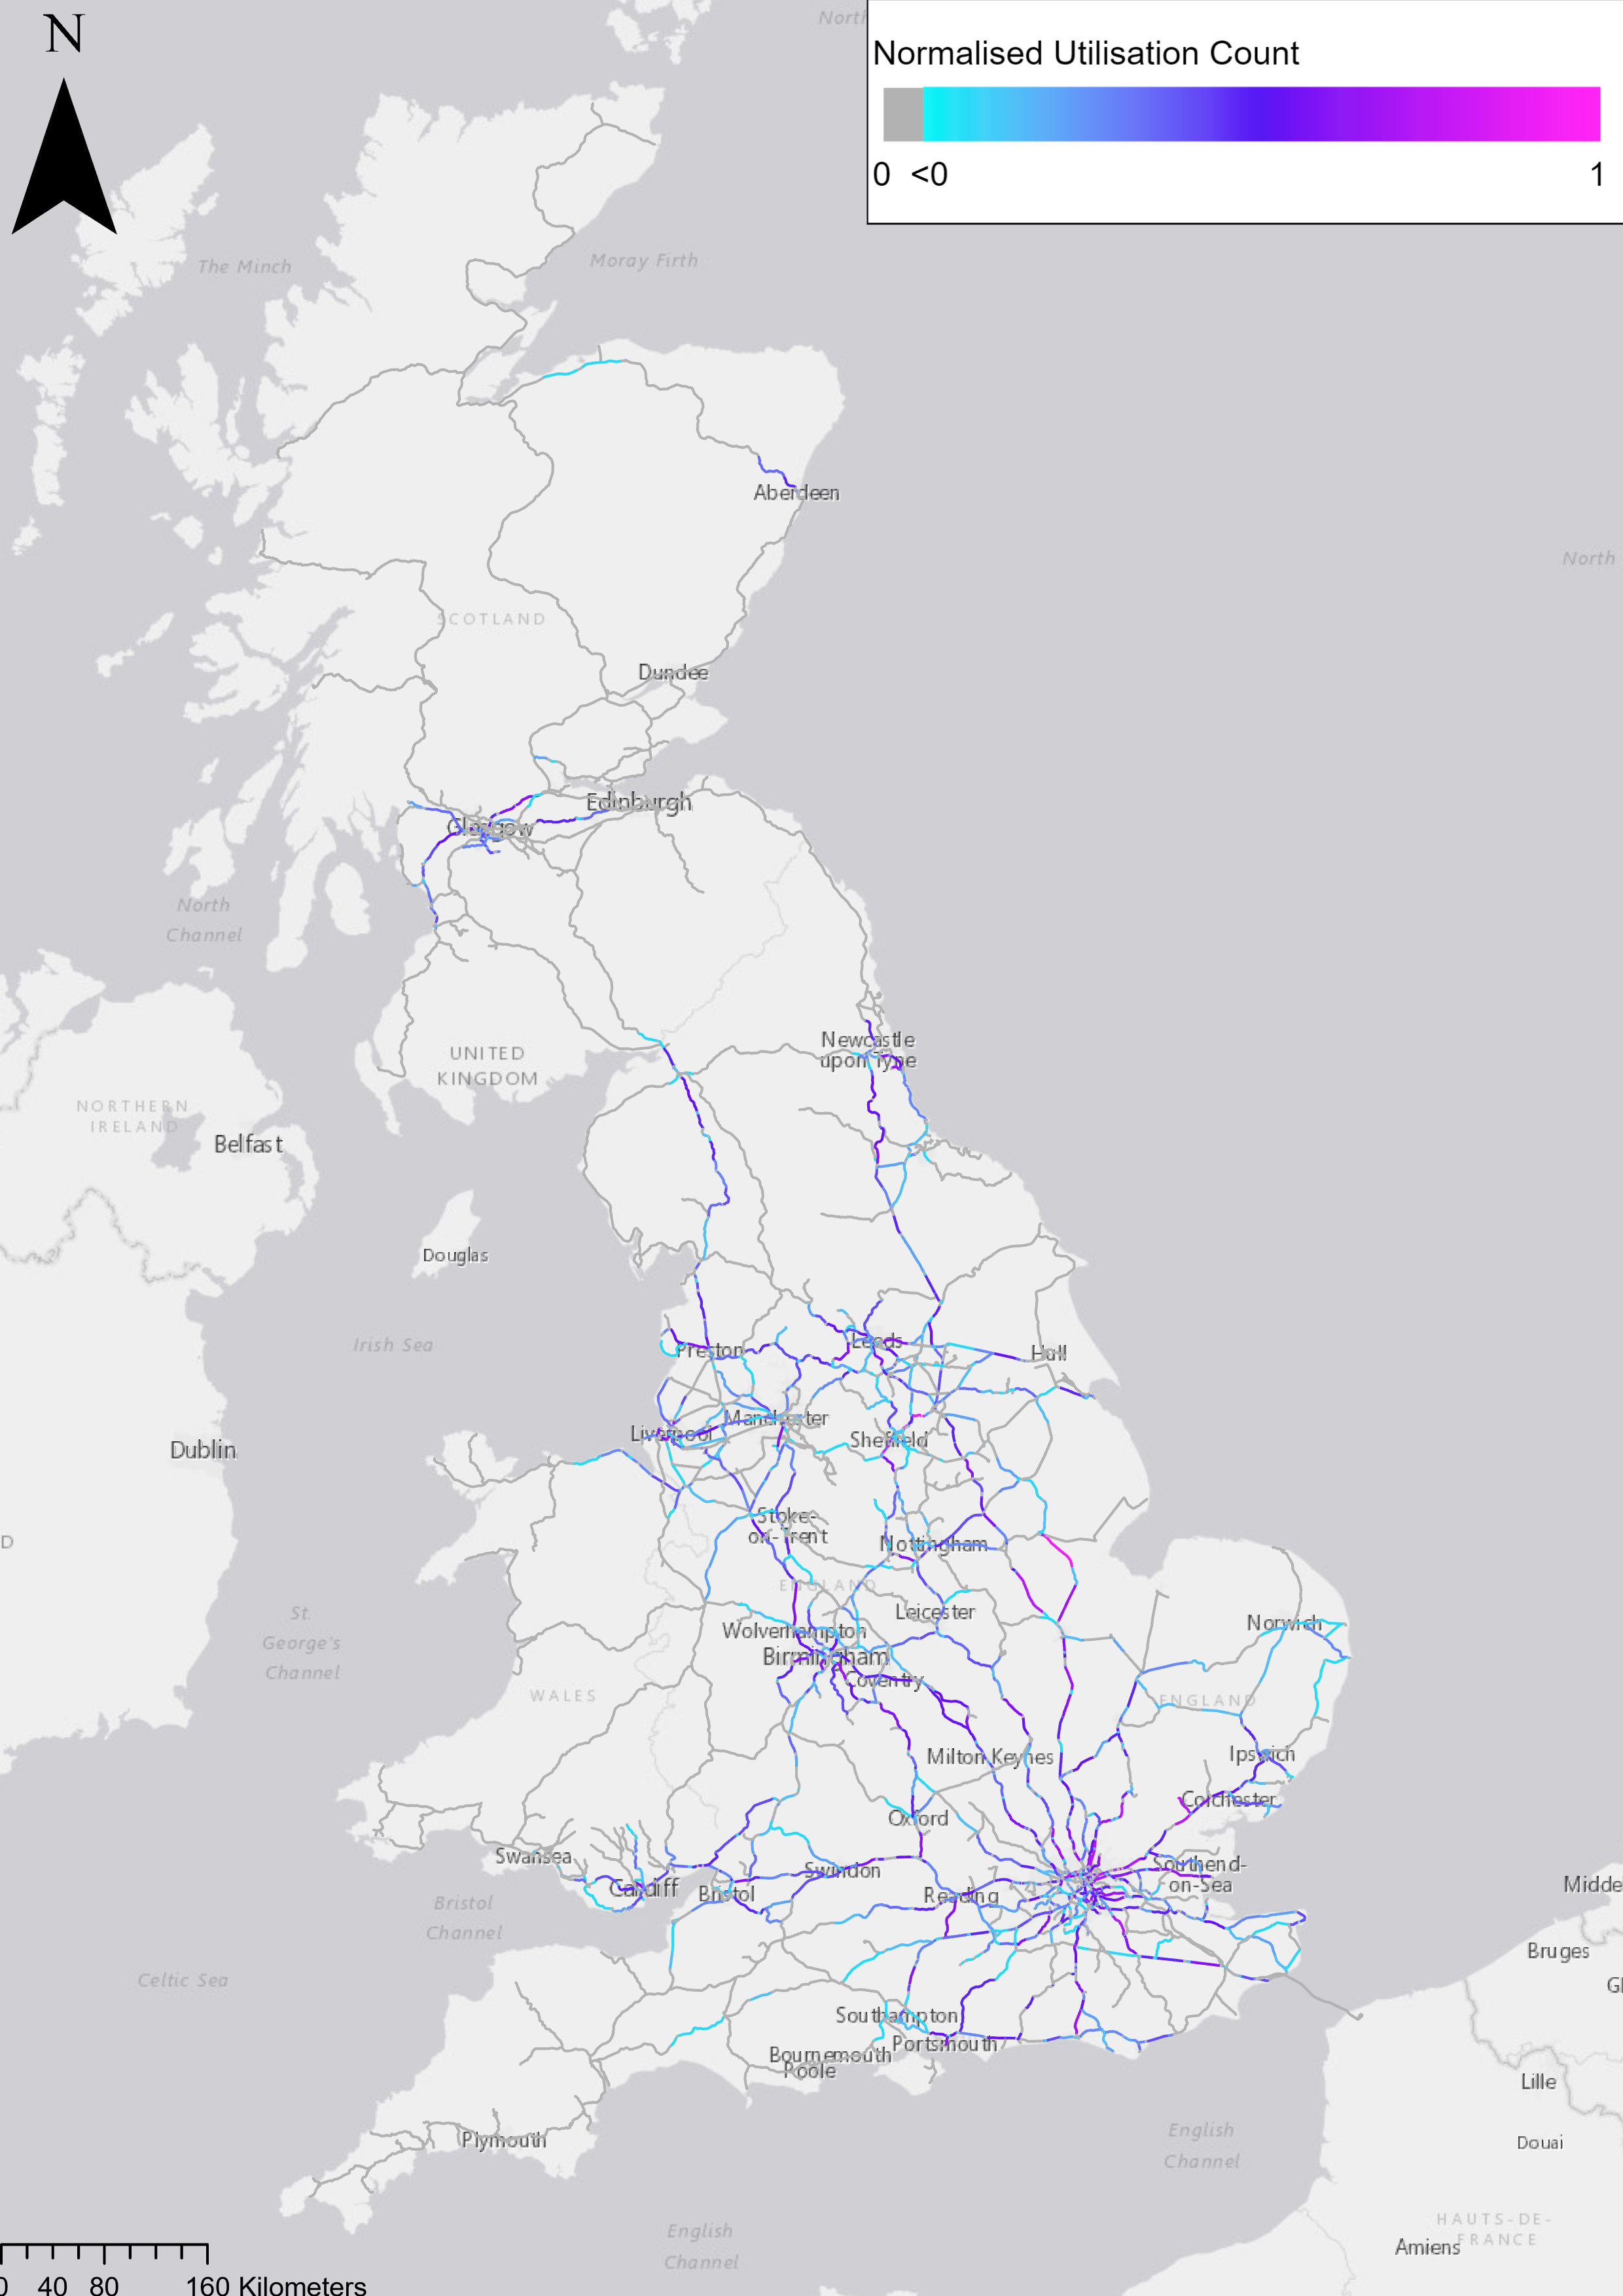 N
North
Normalised Utilisation Count
0 <0 1
The Minch
Moray Firth
Aberdeen
North
SCOTLAND
Dundee
Edinburgh
Glasgow
North
Channel
Newcastle
upon Type
UNITED
KINGDOM
NORTHERN
IRELAND
Belfast
Douglas
Irish Sea
Leeds
Preston
Hull
Manchester
Liverpool
Sheffield
Dublin
Stoke-
on-Trent
D
Nottingham
ENGLAND
St.
George's
Channel
Leicester
Norwich
Wolverhampton
Birmingham
Coventry
WALES
ENGLAND
Milton Keynes
Ipswich
Colchester
Oxford
Swansea
Swindon
Southend-
on-Sea
Cardiff
Bristol
Reading
Midde
Bristol
Channel
Bruges
Celtic Sea
Gl
Southampton
Portsmouth
Bournemouth
Poole
Lille
English
Channel
Plymouth
Douai
HAUTS-DE-
FRANCE
English
Channel
Amiens
0 40 80 160 Kilometers